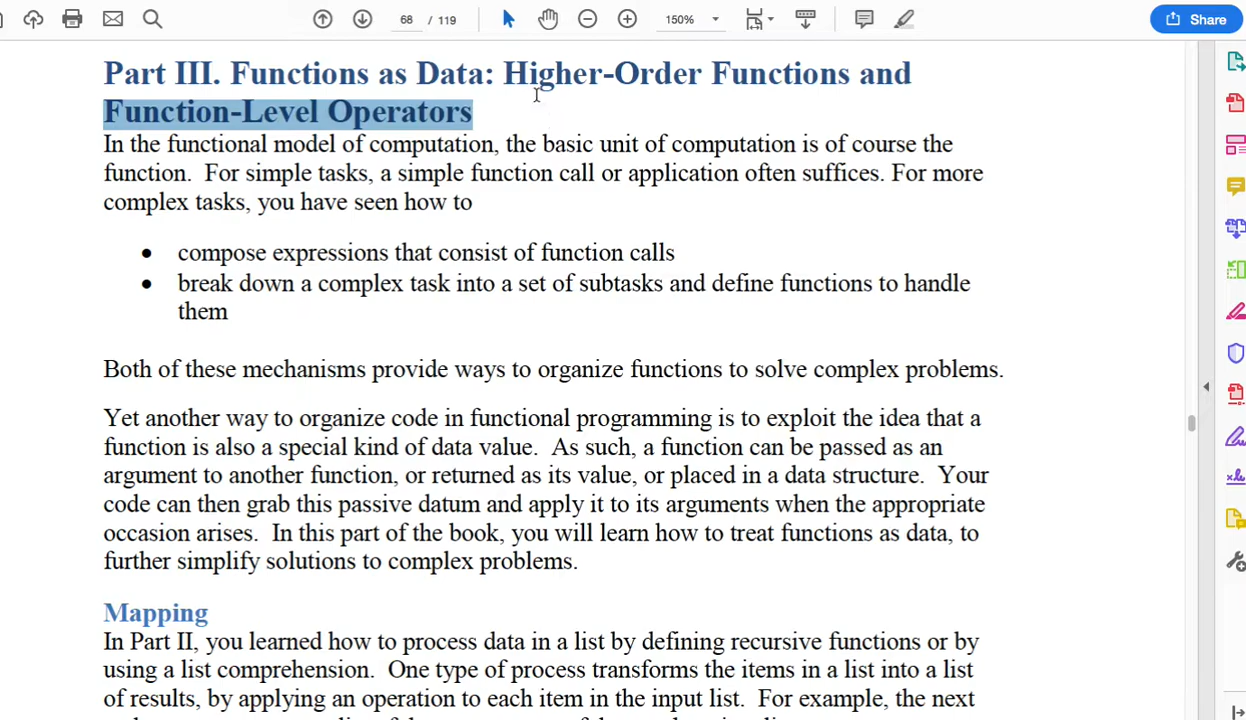 68 / 119
150%
Share
Part III. Functions as Data: Higher-Order Functions and
Function-Level Operators
In the functional model of computation, the basic unit of computation is of course the
function.  For simple tasks, a simple function call or application often suffices. For more
complex tasks, you have seen how to
• compose expressions that consist of function calls
• break down a complex task into a set of subtasks and define functions to handle
them
Both of these mechanisms provide ways to organize functions to solve complex problems.
Yet another way to organize code in functional programming is to exploit the idea that a
function is also a special kind of data value.  As such, a function can be passed as an
argument to another function, or returned as its value, or placed in a data structure.  Your
code can then grab this passive datum and apply it to its arguments when the appropriate
occasion arises.  In this part of the book, you will learn how to treat functions as data, to
further simplify solutions to complex problems.
Mapping
In Part II, you learned how to process data in a list by defining recursive functions or by
using a list comprehension.  One type of process transforms the items in a list into a list
of results, by applying an operation to each item in the input list.  For example, the next